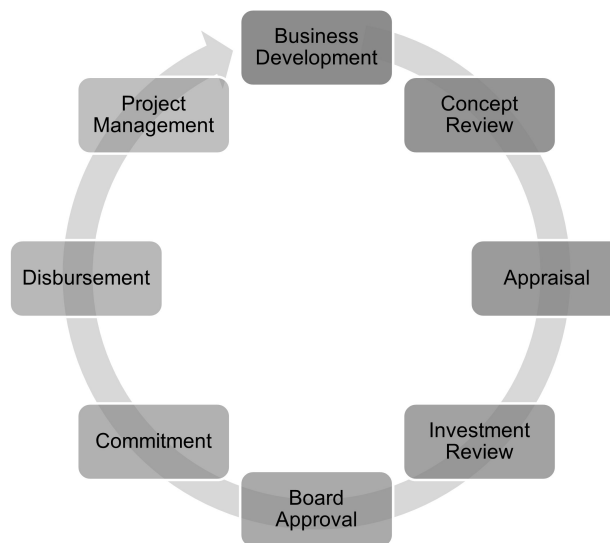 Business
Development
Concept
Review
Appraisal
Investment
Review
Board
Approval
Commitment
Disbursement
Project
Management